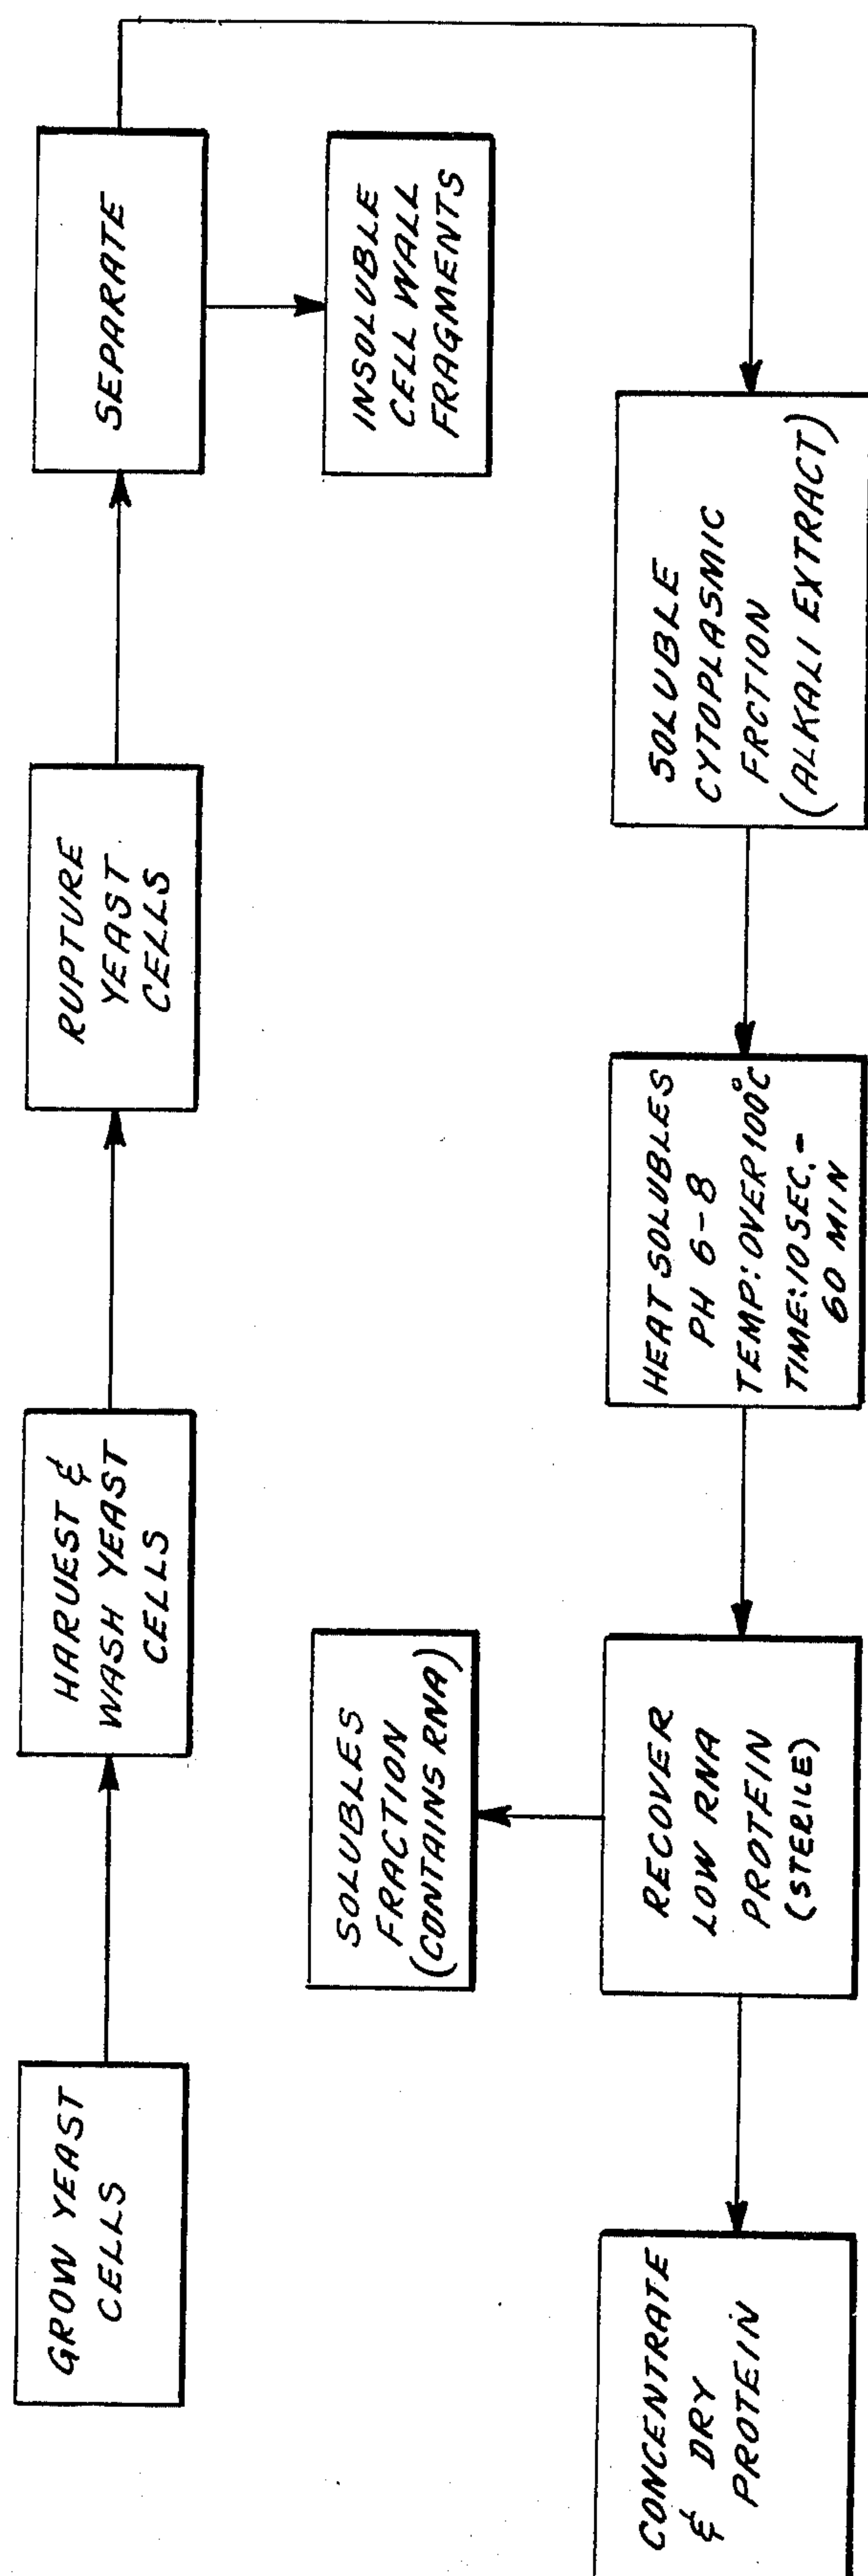 GROW YEAST
CELLS
HARVEST &
WASH YEAST
CELLS
RUPTURE
YEAST
CELLS
SEPARATE
INSOLUBLE
CELL WALL
FRAGMENTS
SOLUBLE
CYTOPLASMIC
FRCTION
(ALKALI EXTRACT)
HEAT SOLUBLES
PH 6-8
TEMP: OVER 100°C
TIME: 10 SEC. -
60 MIN
RECOVER
LOW RNA
PROTEIN
(STERILE)
SOLUBLES
FRACTION
(CONTAINS RNA)
CONCENTRATE
& DRY
PROTEIN